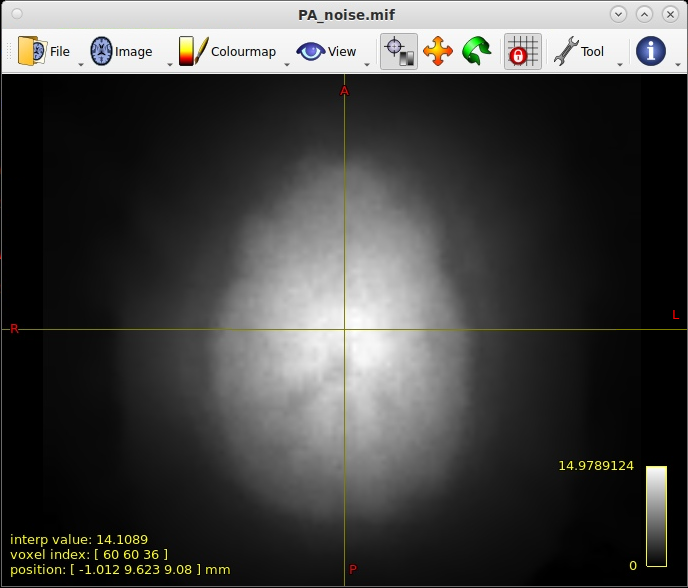 PA_noise.mif
File Image Colourmap View Tool
A
R
L
14.9789124
0
interp value: 14.1089
voxel index: [ 60 60 36 ]
position: [ -1.012 9.623 9.08 ] mm
P